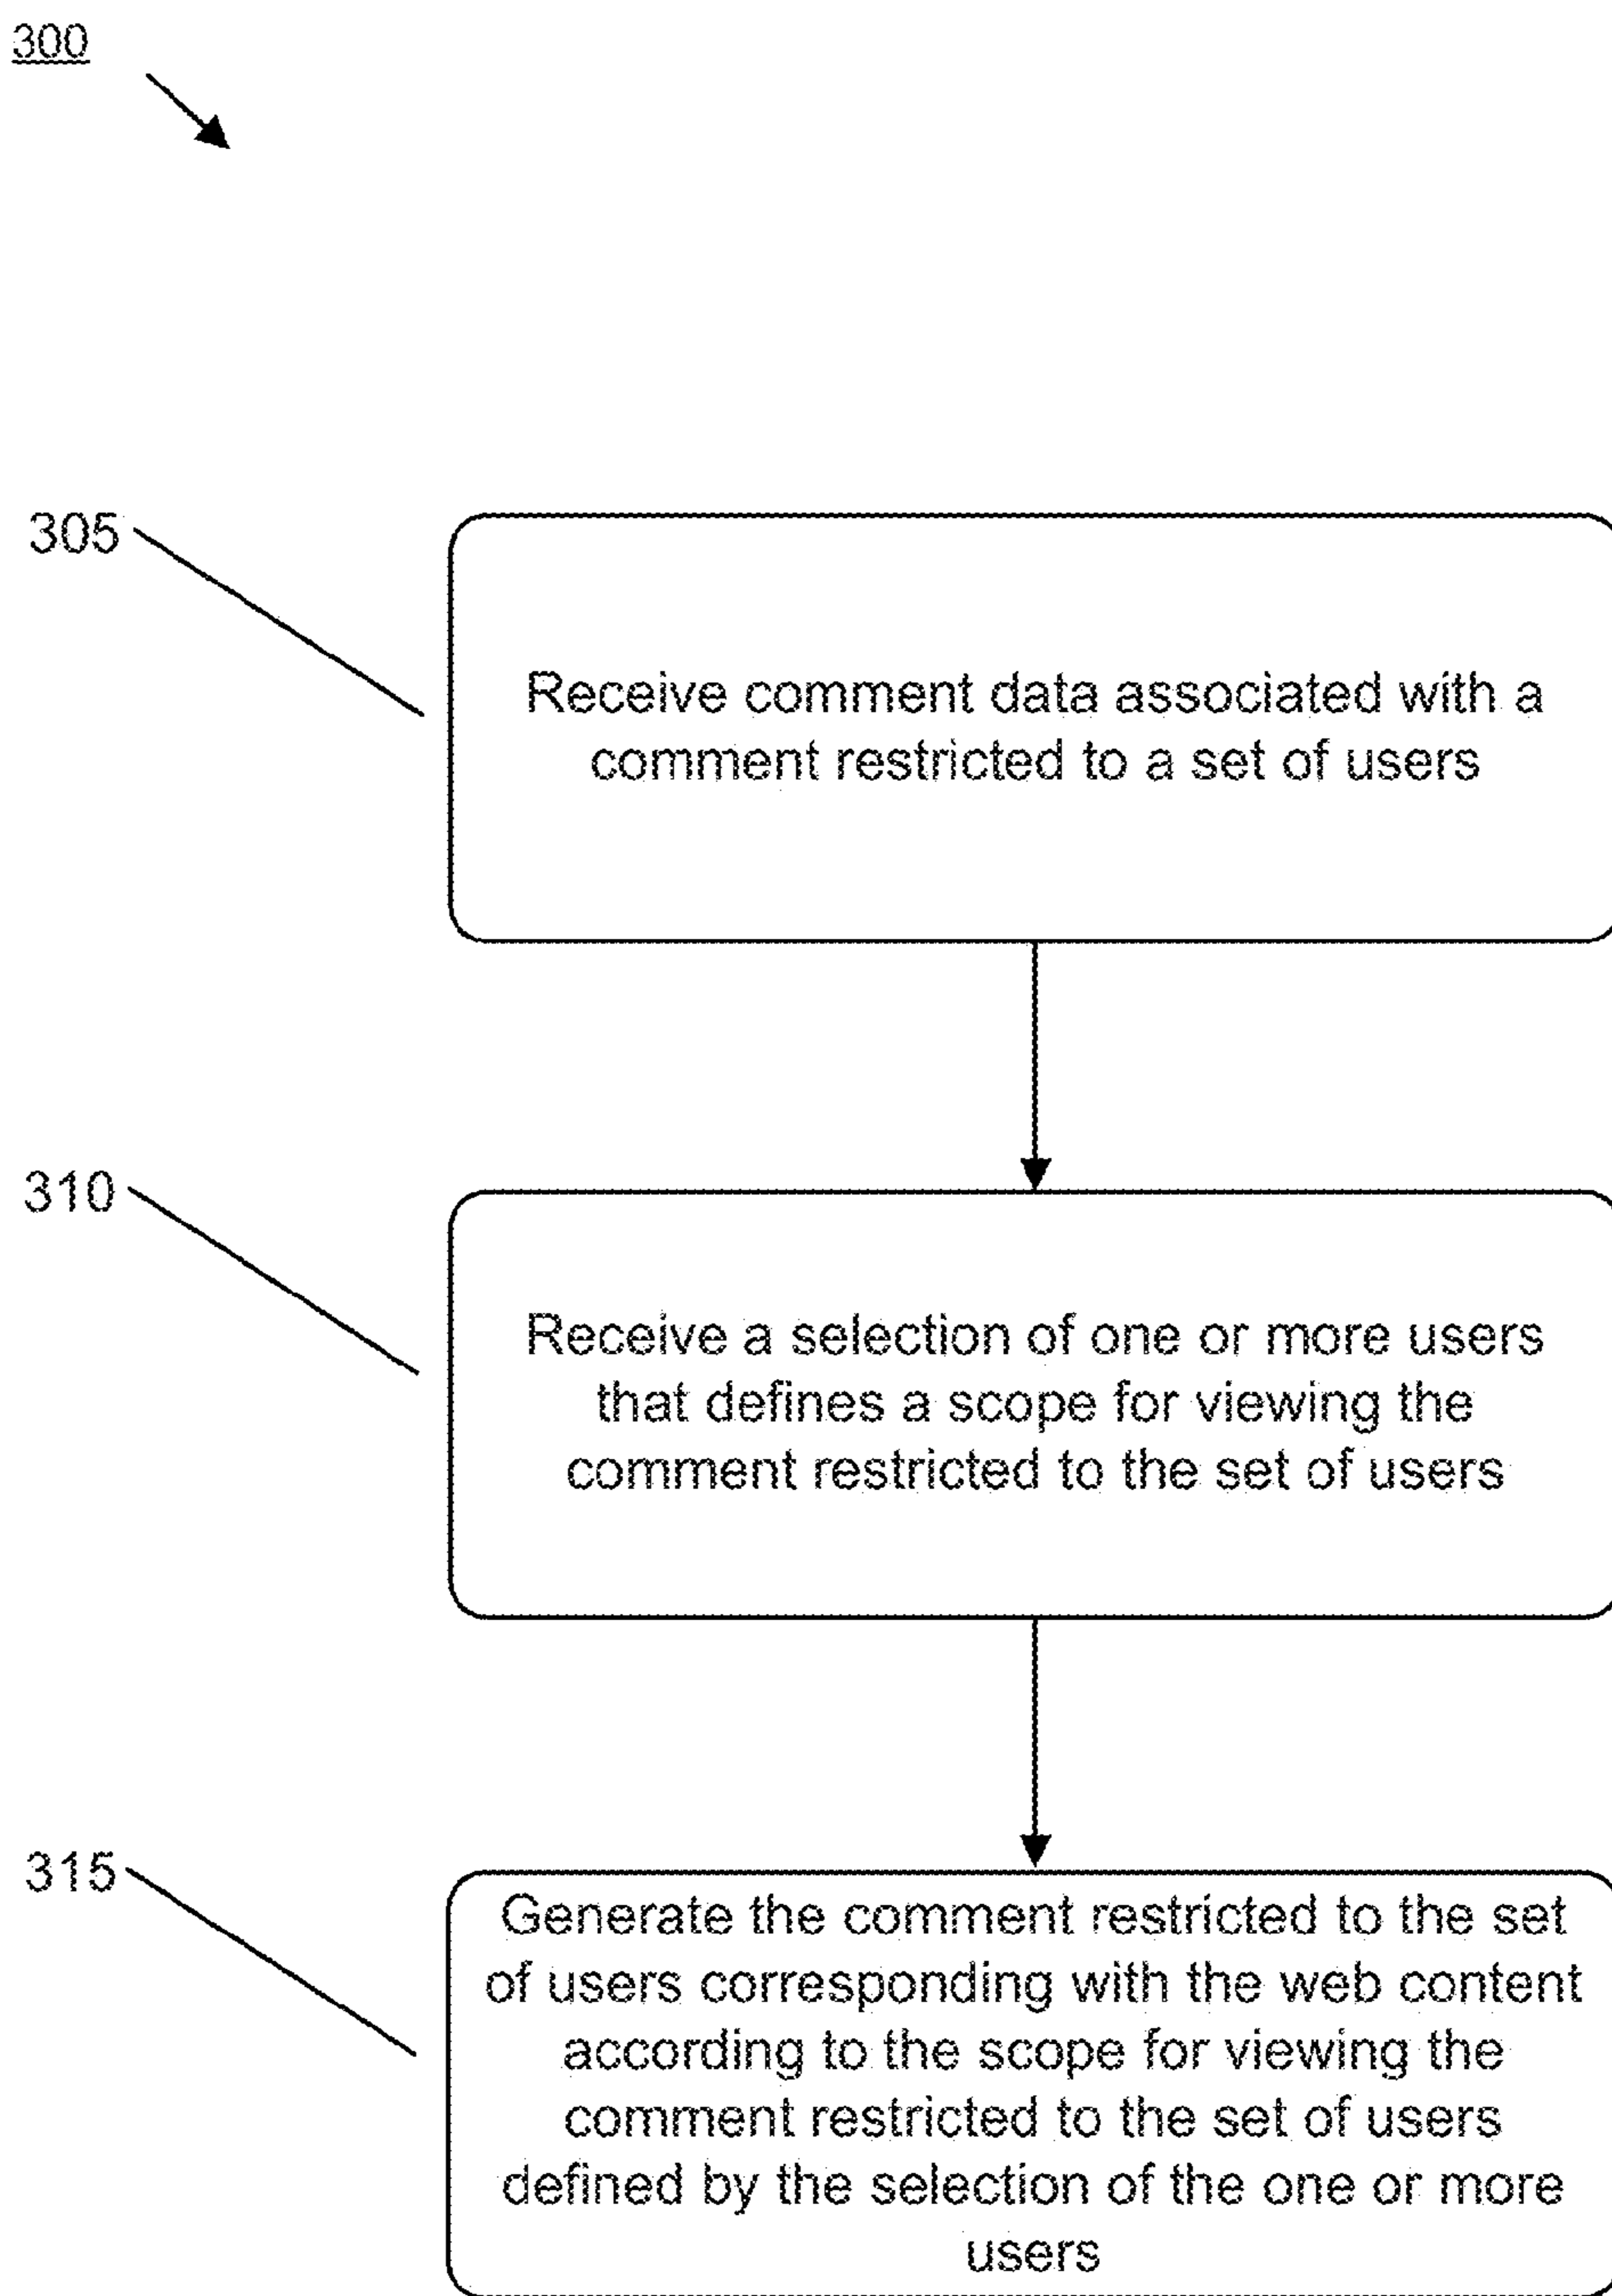 300
305
Receive comment data associated with a
comment restricted to a set of users
310
Receive a selection of one or more users
that defines a scope for viewing the
comment restricted to the set of users
315
Generate the comment restricted to the set
of users corresponding with the web content
according to the scope for viewing the
comment restricted to the set of users
defined by the selection of the one or more
users